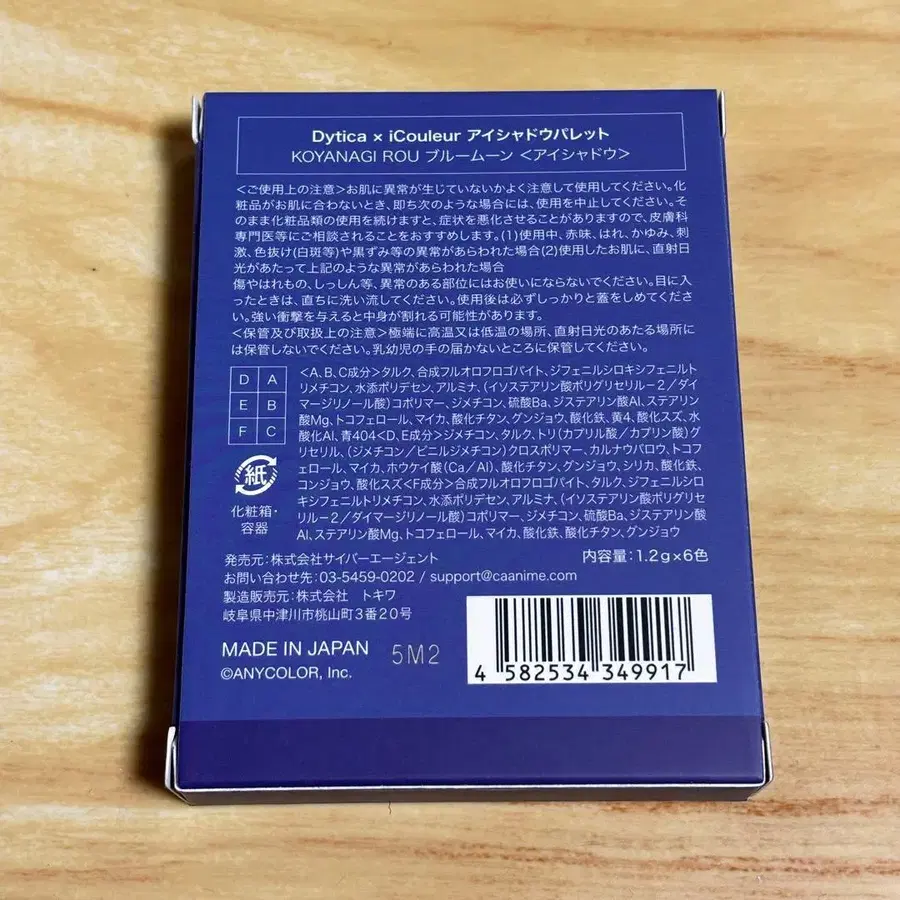 Dytica × iCouleur アイシャドウパレット
KOYANAGI ROU ブルームーン <アイシャドウ>
<ご使用上の注意>お肌に異常が生じていないかよく注意して使用してください。化
粧品がお肌に合わないとき、即ち次のような場合には、使用を中止してください。
そのまま化粧品類の使用を続けますと、症状を悪化させることがありますので、皮膚科
専門医等にご相談されることをおすすめします。(1)使用中、赤味、はれ、かゆみ、刺
激、色抜け(白斑等)や黒ずみ等の異常があらわれた場合(2)使用したお肌に、直射日
光があたって上記のような異常があらわれた場合
傷やはれもの、しっしん等、異常のある部位にはお使いにならないでください。目に入
ったときは、直ちに洗い流してください。使用後は必ずしっかりと蓋をしめてください
。強い衝撃を与えると中身が割れる可能性があります。
<保管及び取扱上の注意>極端に高温又は低温の場所、直射日光のあたる場所に
は保管しないでください。乳幼児の手の届かないところに保管してください。
D A
E B
F C
<A、B、C成分>タルク、合成フルオロフロゴパイト、ジフェニルシロキシフェニルト
リメチコン、水添ポリデセン、アルミナ、(イソステアリン酸ポリグリセリル−2/ダイ
マージリノール酸)コポリマー、ジメチコン、硫酸Ba、ジステアリン酸Al、ステアリン
酸Mg、トコフェロール、マイカ、酸化チタン、グンジョウ、酸化鉄、黄4、酸化スズ、水
酸化Al、青404<D、E成分>ジメチコン、タルク、トリ(カプリル酸/カプリン酸)グ
リセリル、(ジメチコン/ビニルジメチコン)クロスポリマー、カルナウバロウ、トコフ
ェロール、マイカ、ホウケイ酸(Ca/Al)、酸化チタン、グンジョウ、シリカ、酸化鉄、
コンジョウ、酸化スズ<F成分>合成フルオロフロゴパイト、タルク、ジフェニルシロ
キシフェニルトリメチコン、水添ポリデセン、アルミナ、(イソステアリン酸ポリグリセ
リル−2/ダイマージリノール酸)コポリマー、ジメチコン、硫酸Ba、ジステアリン酸
Al、ステアリン酸Mg、トコフェロール、マイカ、酸化鉄、酸化チタン、グンジョウ
紙
化粧箱・
容器
発売元:株式会社サイバーエージェント
内容量:1.2g×6色
お問い合わせ先:03-5459-0202 / support@caanime.com
製造販売元:株式会社 トキワ
岐阜県中津川市桃山町3番20号
MADE IN JAPAN
5M2
©ANYCOLOR, Inc.
4 582534 349917